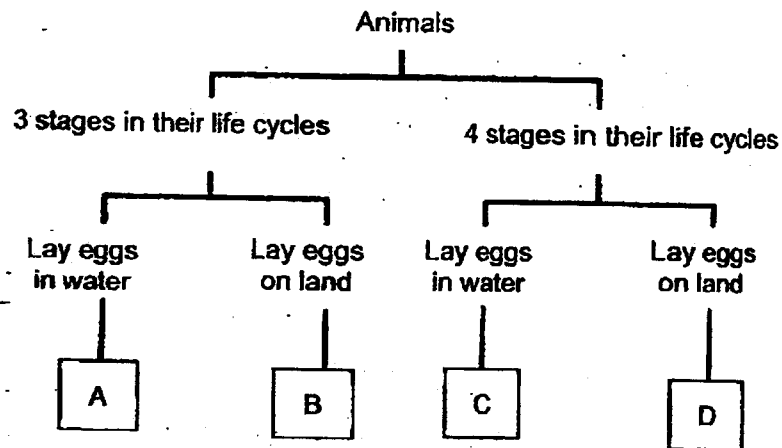 Animals
3 stages in their life cycles
4 stages in their life cycles
Lay eggs in water
Lay eggs on land
Lay eggs in water
Lay eggs on land
A
B
C
D